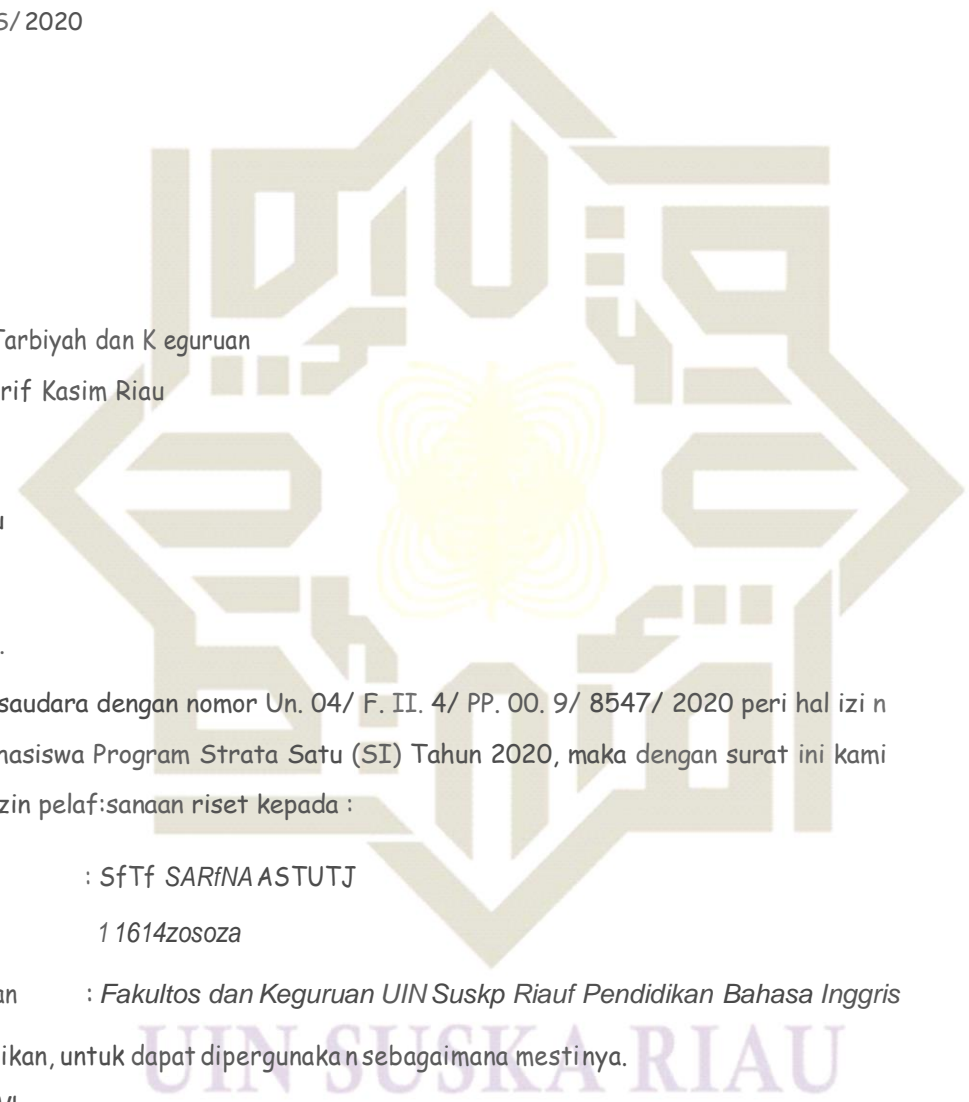 S/ 2020
Tarbiyah dan K eguruan
rif Kasim Riau
u
.
saudara dengan nomor Un. 04/ F. II. 4/ PP. 00. 9/ 8547/ 2020 peri hal izi n
hasiswa Program Strata Satu (SI) Tahun 2020, maka dengan surat ini kami
zin pelaf:sanaan riset kepada :
: SfTf SARfNA ASTUTJ
1 1614zosoza
an : Fakultos dan Keguruan UIN Suskp Riauf Pendidikan Bahasa Inggris
ikan, untuk dapat dipergunaka n sebagaimana mestinya.
UIN SUSKA RIAU